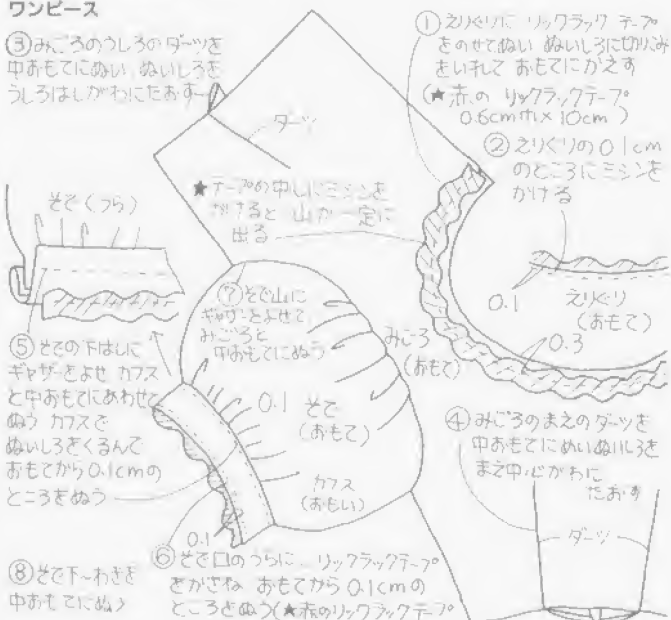 ワンピース
① えりぐりに リックラック テープ
をのせてぬい ぬいしろに切りこみ
をいれて おもてにかえす
(★赤の リックラックテープ
0.6cm巾×10cm)
② えりぐりの0.1cm
のところにミシンを
かける
0.1
えりぐり
(おもて)
0.3
③ みごろのうしろのダーツを
中おもてにぬい ぬいしろを
うしろはしがわにたおす
ダーツ
★テープの中心にミシンを
かけると 山が一定に
出る
みごろ
(おもて)
④ みごろのまえのダーツを
中おもてにぬいぬいしろを
まえ中心がわに
たおす
ダーツ
そで(うら)
⑤ そでの下はしに
ギャザーをよせ カフス
と中おもてにあわせて
ぬう カフスで
ぬいしろをくるんで
おもてから0.1cmの
ところをぬう
⑦ そで山に
ギャザーをよせて
みごろと
中おもてにぬう
0.1
そで
(おもて)
カフス
(おもい)
0.1
⑥ そで口のうらに リックラックテープ
をかさね おもてから0.1cmの
ところをぬう(★赤のリックラックテープ
⑧ そで下~わきを
中おもてにぬう